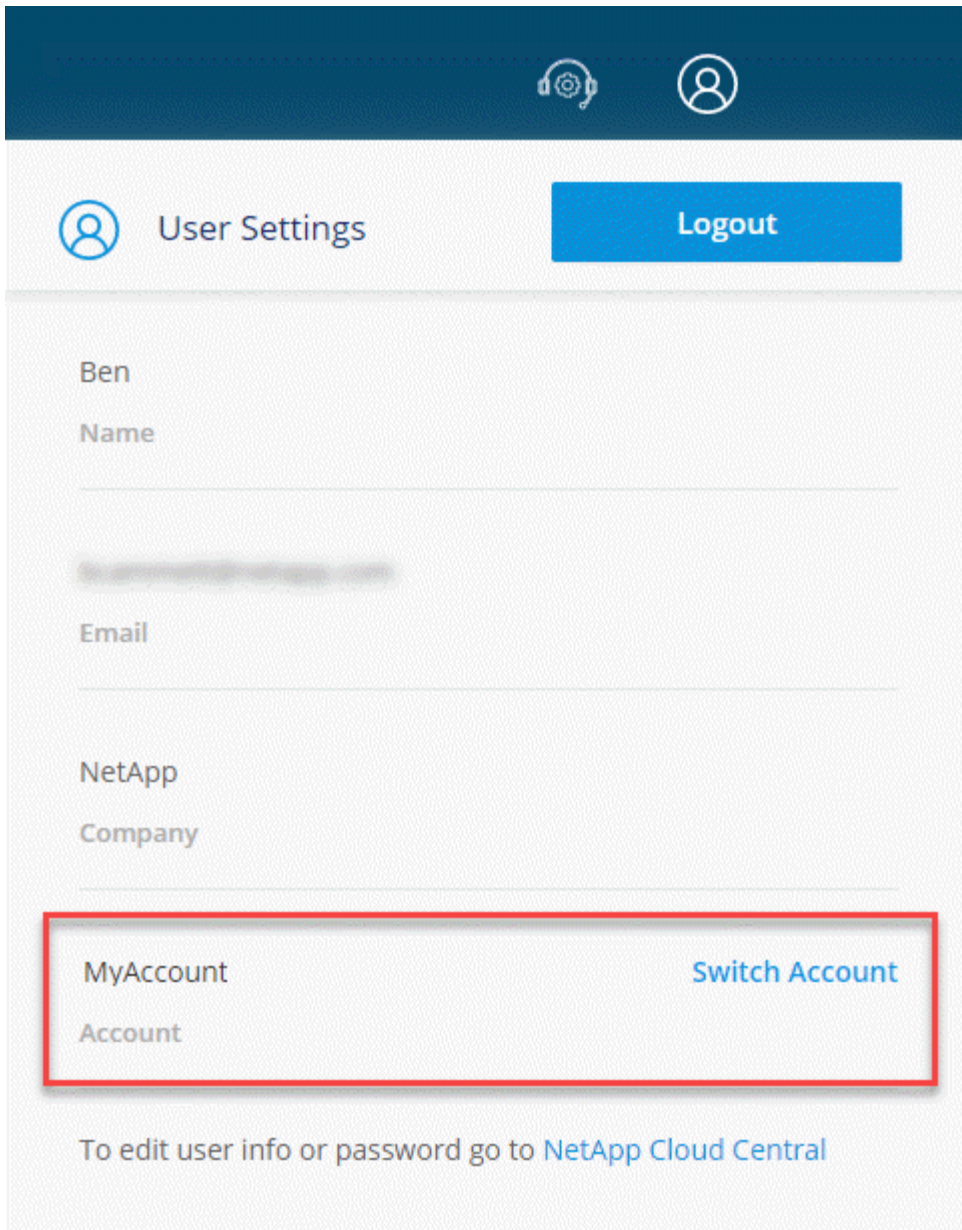 User Settings
Logout
Ben
Name
Email
NetApp
Company
MyAccount
Switch Account
Account
To edit user info or password go to NetApp Cloud Central